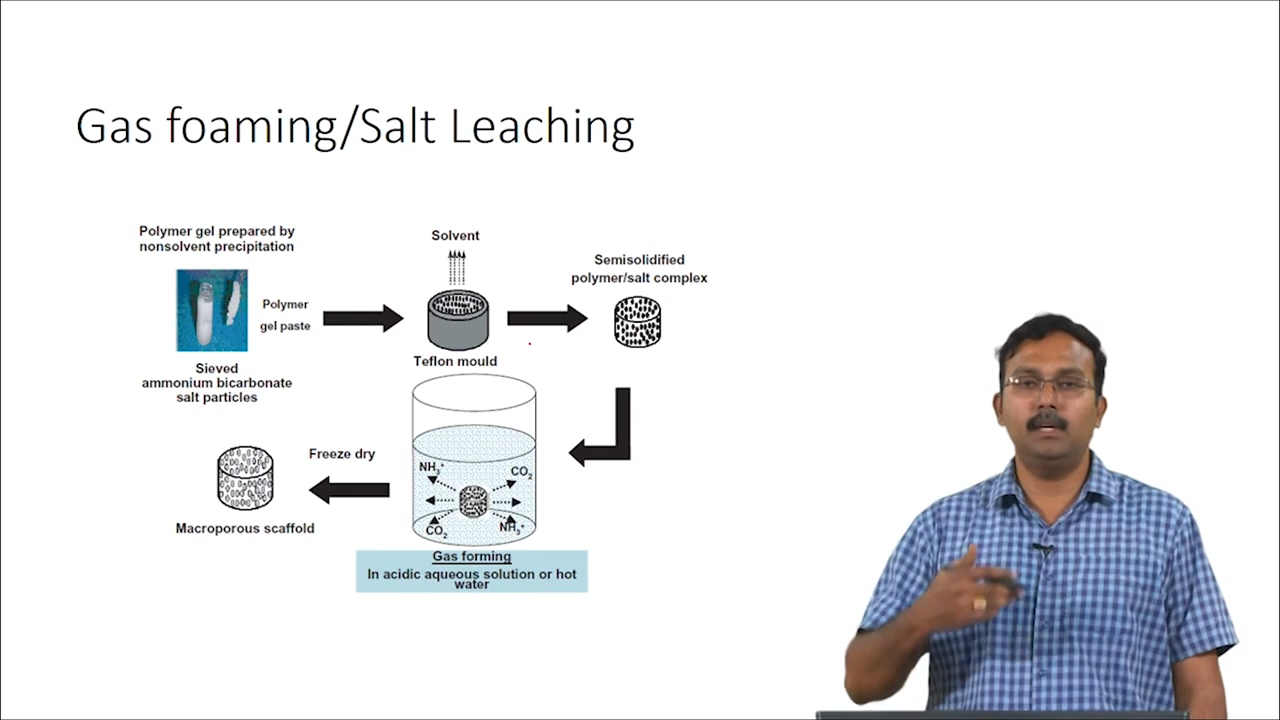 Gas foaming/Salt Leaching
Polymer gel prepared by
nonsolvent precipitation
Polymer
gel paste
Sieved
ammonium bicarbonate
salt particles
Solvent
Teflon mould
Semisolidified
polymer/salt complex
NH₃⁺
CO₂
CO₂
NH₃⁺
Gas forming
In acidic aqueous solution or hot
water
Freeze dry
Macroporous scaffold